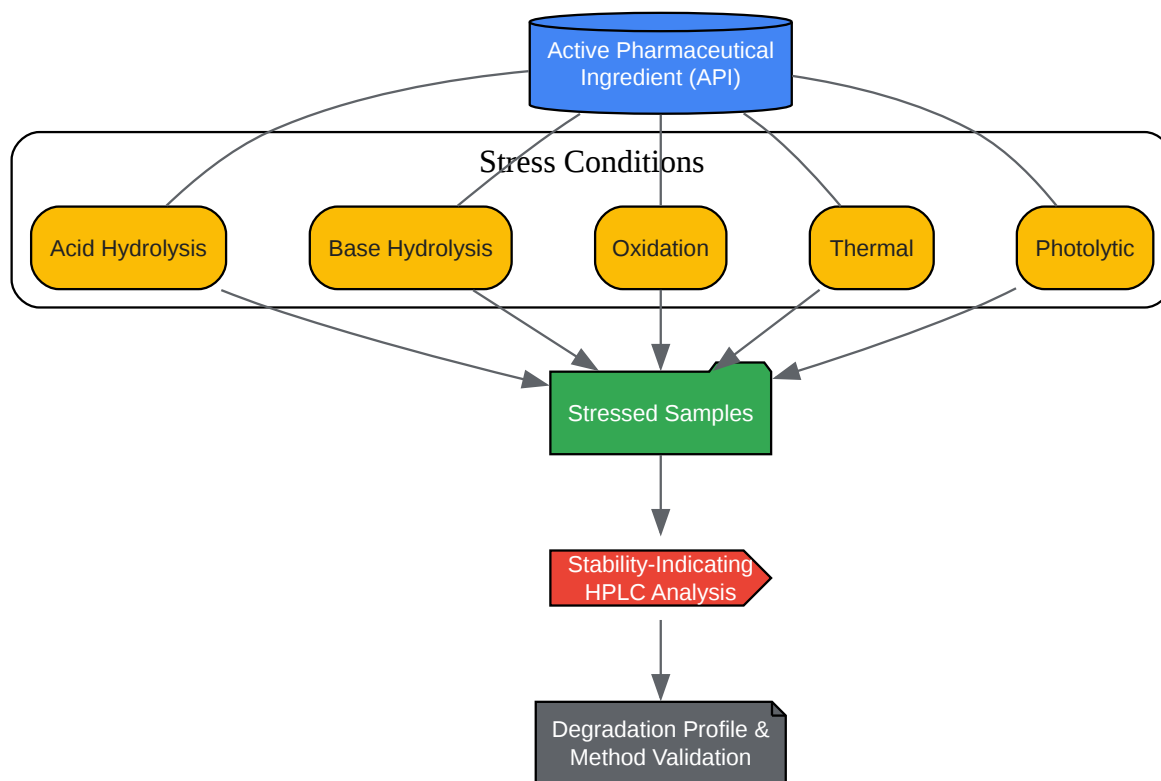 Active Pharmaceutical
Ingredient (API)
Stress Conditions
Acid Hydrolysis
Base Hydrolysis
Oxidation
Thermal
Photolytic
Stressed Samples
Stability-Indicating
HPLC Analysis
Degradation Profile &
Method Validation